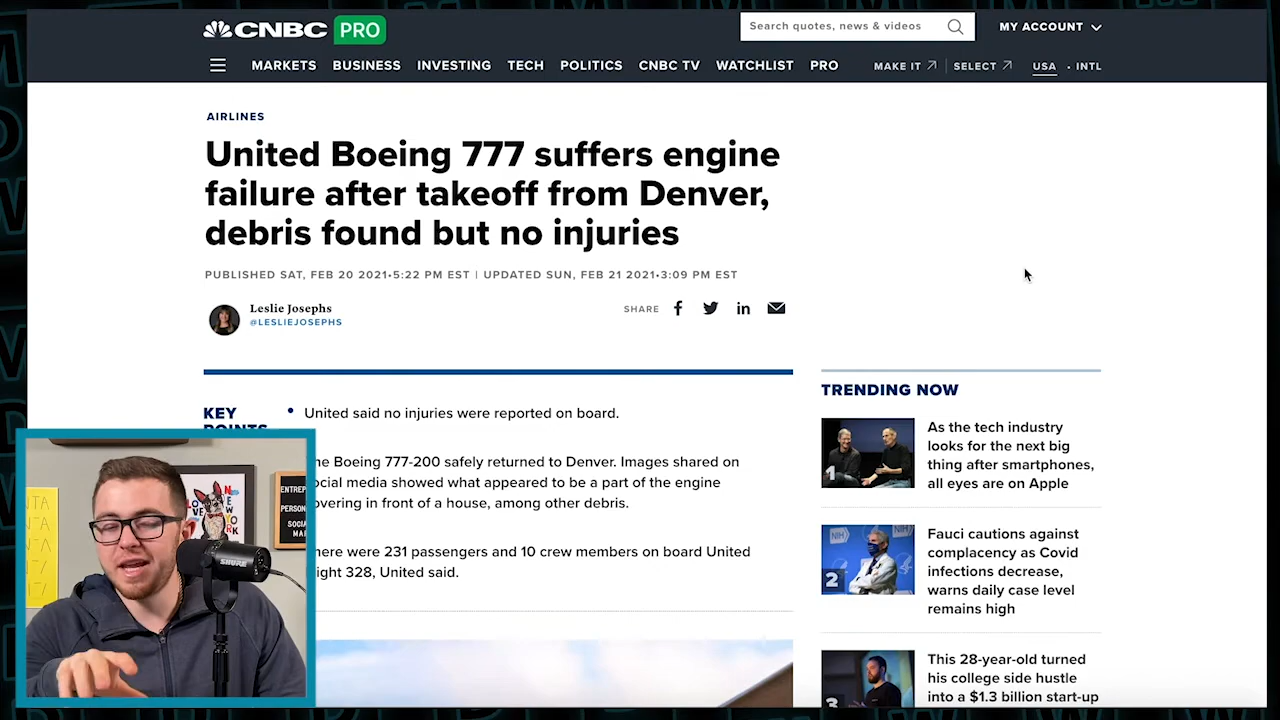 CNBC PRO
Search quotes, news & videos
MY ACCOUNT
MARKETS BUSINESS INVESTING TECH POLITICS CNBC TV WATCHLIST PRO MAKE IT SELECT USA • INTL
AIRLINES
United Boeing 777 suffers engine
failure after takeoff from Denver,
debris found but no injuries
PUBLISHED SAT, FEB 20 2021•5:22 PM EST | UPDATED SUN, FEB 21 2021•3:09 PM EST
Leslie Josephs
@LESLIEJOSEPHS
SHARE
KEY
POINTS
• United said no injuries were reported on board.
Boeing 777-200 safely returned to Denver. Images shared on
media showed what appeared to be a part of the engine
in front of a house, among other debris.
were 231 passengers and 10 crew members on board United
328, United said.
TRENDING NOW
1
As the tech industry
looks for the next big
thing after smartphones,
all eyes are on Apple
2
Fauci cautions against
complacency as Covid
infections decrease,
warns daily case level
remains high
3
This 28-year-old turned
his college side hustle
into a $1.3 billion start-up
NIH
SHURE